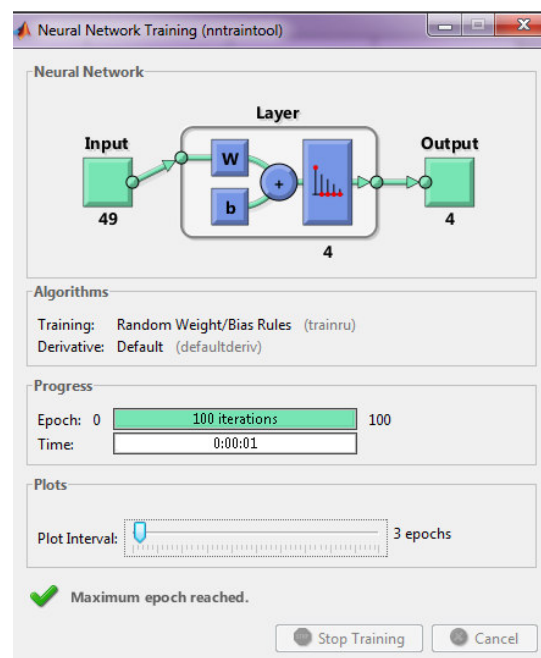 Neural Network Training (nntraintool)
Neural Network
Layer
Input
Output
W
+
b
49
4
4
Algorithms
Training: Random Weight/Bias Rules (trainru)
Derivative: Default (defaultderiv)
Progress
Epoch: 0 100 iterations 100
Time: 0:00:01
Plots
Plot Interval: 3 epochs
Maximum epoch reached.
Stop Training Cancel